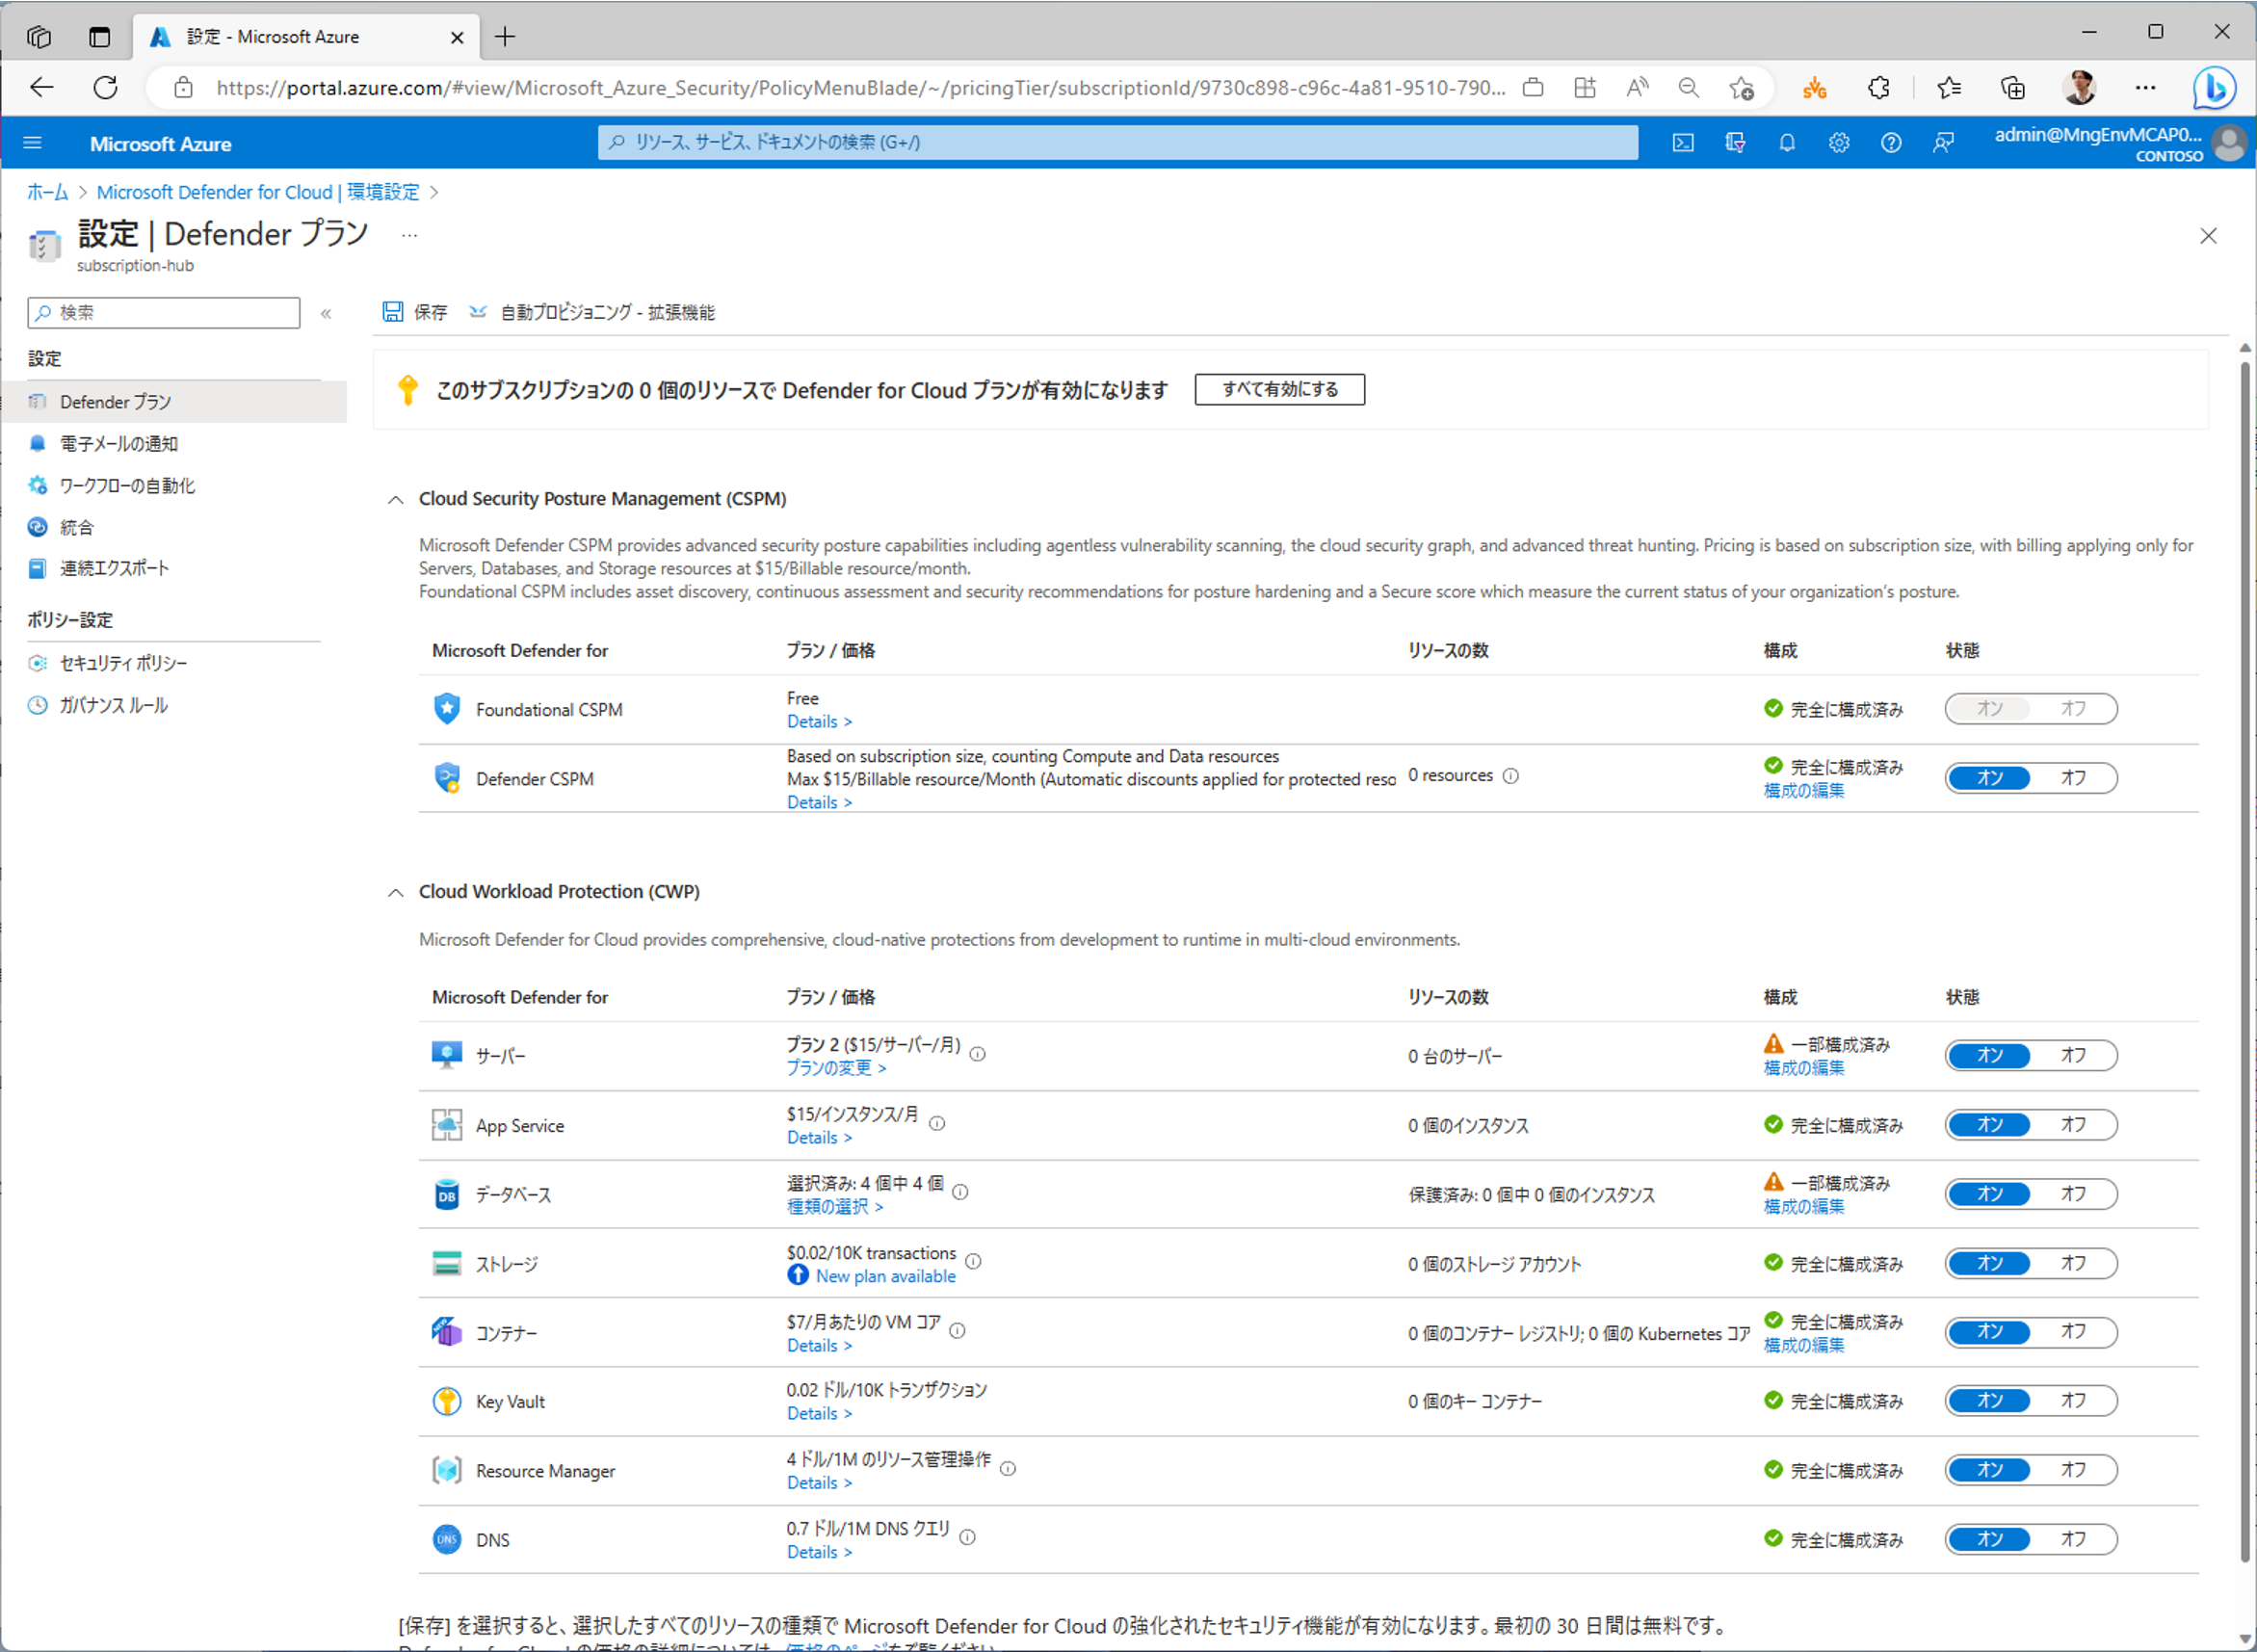 設定 - Microsoft Azure
https://portal.azure.com/#view/Microsoft_Azure_Security/PolicyMenuBlade/~/pricingTier/subscriptionId/9730c898-c96c-4a81-9510-790...
Microsoft Azure
リソース、サービス、ドキュメントの検索 (G+/)
admin@MngEnvMCAP0...
CONTOSO
ホーム > Microsoft Defender for Cloud | 環境設定 >
設定 | Defender プラン ...
subscription-hub
検索
«
保存
自動プロビジョニング - 拡張機能
設定
Defender プラン
電子メールの通知
ワークフローの自動化
統合
連続エクスポート
ポリシー設定
セキュリティ ポリシー
ガバナンス ルール
このサブスクリプションの 0 個のリソースで Defender for Cloud プランが有効になります
すべて有効にする
Cloud Security Posture Management (CSPM)
Microsoft Defender CSPM provides advanced security posture capabilities including agentless vulnerability scanning, the cloud security graph, and advanced threat hunting. Pricing is based on subscription size, with billing applying only for
Servers, Databases, and Storage resources at $15/Billable resource/month.
Foundational CSPM includes asset discovery, continuous assessment and security recommendations for posture hardening and a Secure score which measure the current status of your organization's posture.
Microsoft Defender for プラン / 価格 リソースの数 構成 状態
Foundational CSPM
Free
Details >
完全に構成済み
オン オフ
Defender CSPM
Based on subscription size, counting Compute and Data resources
Max $15/Billable resource/Month (Automatic discounts applied for protected reso
Details >
0 resources
完全に構成済み
構成の編集
オン オフ
Cloud Workload Protection (CWP)
Microsoft Defender for Cloud provides comprehensive, cloud-native protections from development to runtime in multi-cloud environments.
Microsoft Defender for プラン / 価格 リソースの数 構成 状態
サーバー
プラン 2 ($15/サーバー/月)
プランの変更 >
0 台のサーバー
一部構成済み
構成の編集
オン オフ
App Service
$15/インスタンス/月
Details >
0 個のインスタンス
完全に構成済み
オン オフ
DB
データベース
選択済み: 4 個中 4 個
種類の選択 >
保護済み: 0 個中 0 個のインスタンス
一部構成済み
構成の編集
オン オフ
ストレージ
$0.02/10K transactions
New plan available
0 個のストレージ アカウント
完全に構成済み
オン オフ
NEW
コンテナー
$7/月あたりの VM コア
Details >
0 個のコンテナー レジストリ; 0 個の Kubernetes コア
完全に構成済み
構成の編集
オン オフ
Key Vault
0.02 ドル/10K トランザクション
Details >
0 個のキー コンテナー
完全に構成済み
オン オフ
Resource Manager
4 ドル/1M のリソース管理操作
Details >
完全に構成済み
オン オフ
DNS
DNS
0.7 ドル/1M DNS クエリ
Details >
完全に構成済み
オン オフ
[保存] を選択すると、選択したすべてのリソースの種類で Microsoft Defender for Cloud の強化されたセキュリティ機能が有効になります。最初の 30 日間は無料です。
Defender for Cloud の価格の詳細については、価格のページをご覧ください